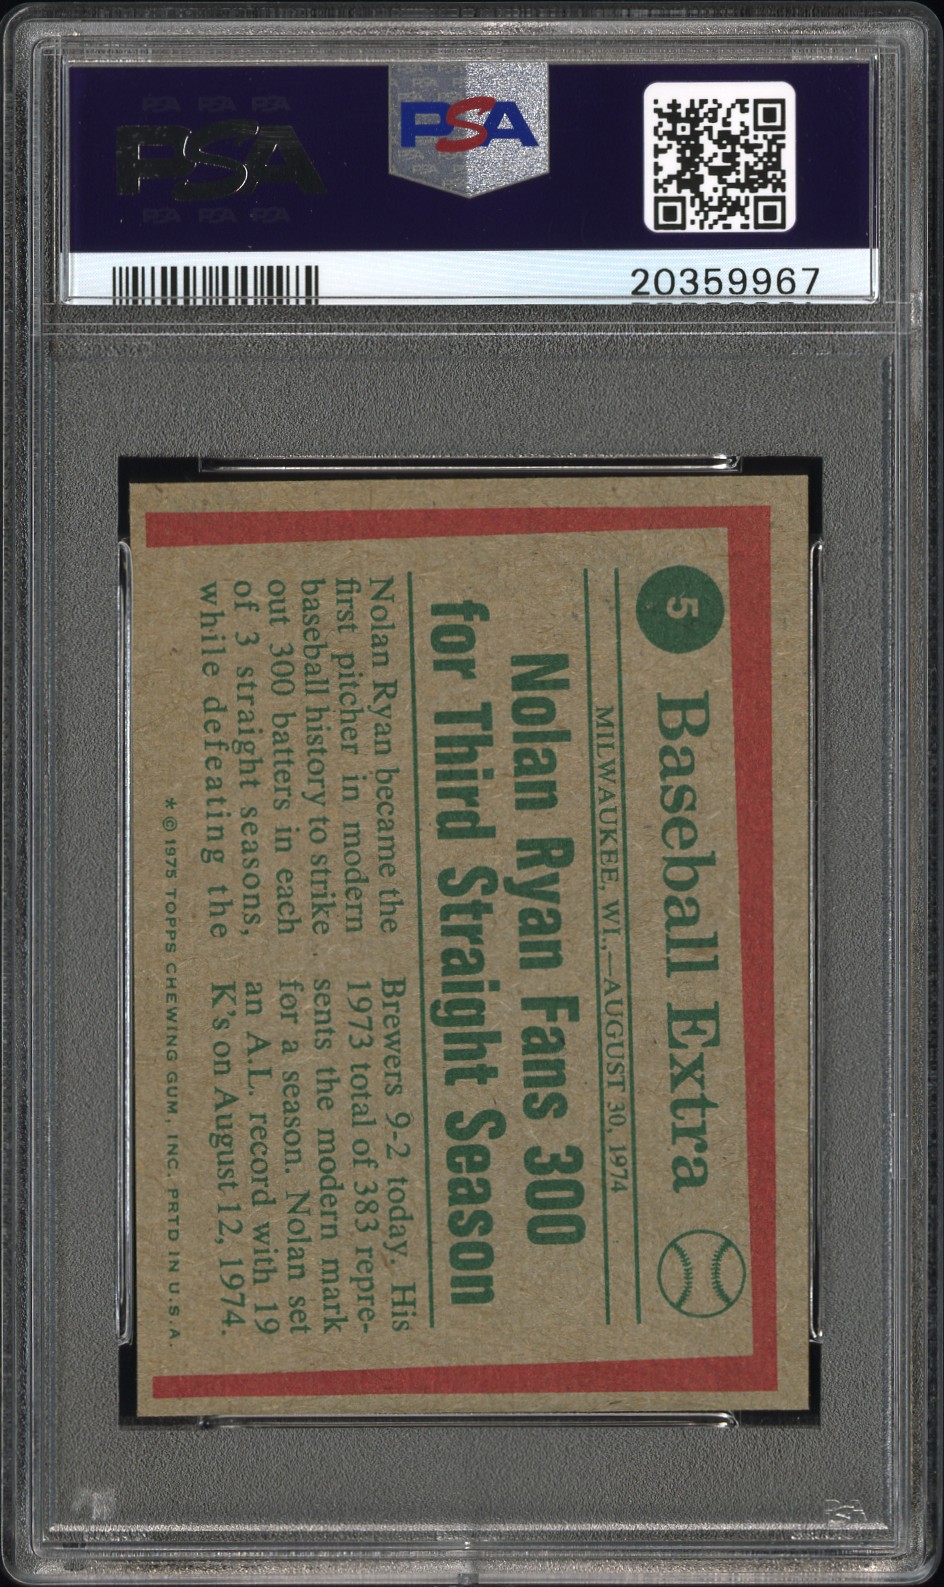 PSA
PSA
20359967
5
Baseball Extra
MILWAUKEE, WI.,—AUGUST 30, 1974
Nolan Ryan Fans 300
for Third Straight Season
Nolan Ryan became the
first pitcher in modern
baseball history to strike
out 300 batters in each
of 3 straight seasons,
while defeating the
Brewers 9-2 today. His
1973 total of 383 repre-
sents the modern mark
for a season. Nolan set
an A.L. record with 19
K's on August 12, 1974.
* © 1975 TOPPS CHEWING GUM, INC. PRTD IN U.S.A.